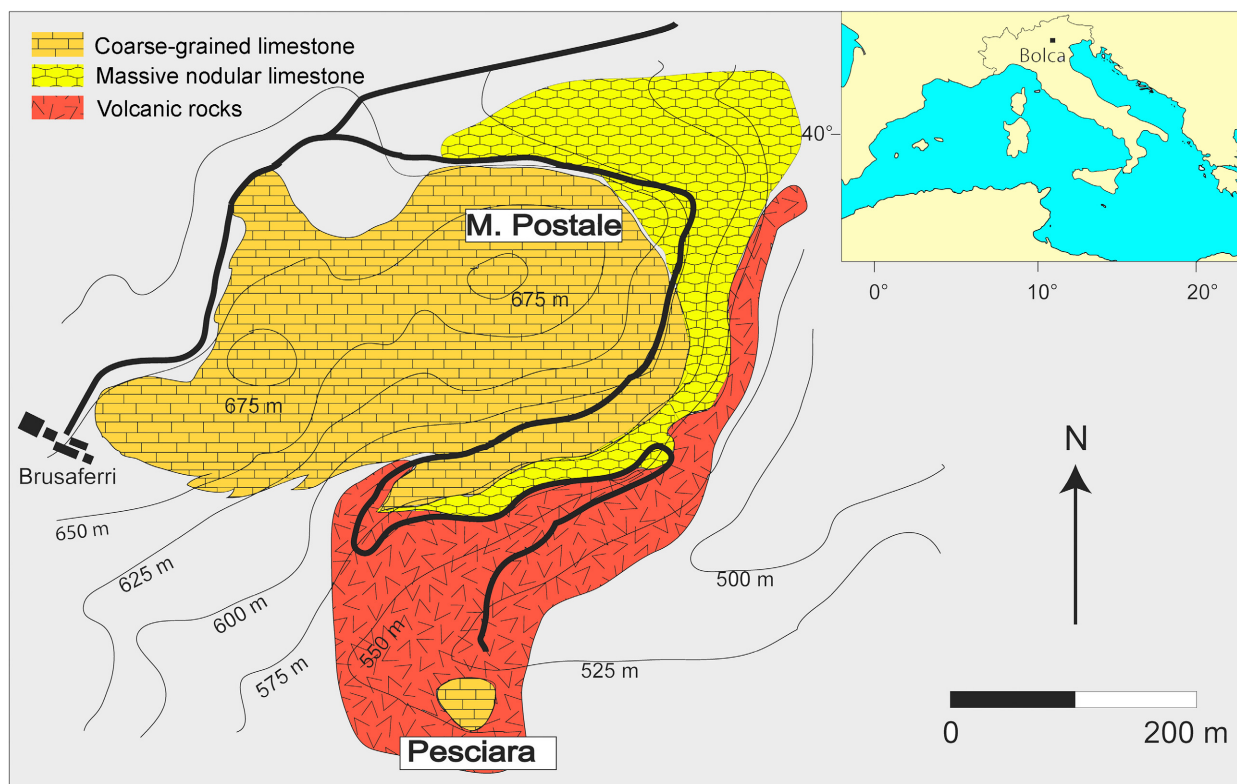 Coarse-grained limestone
Massive nodular limestone
Volcanic rocks
Bolca
40°
0°
10°
20°
M. Postale
675 m
675 m
Brusaferri
650 m
625 m
600 m
575 m
550 m
525 m
500 m
N
0
200 m
Pesciara